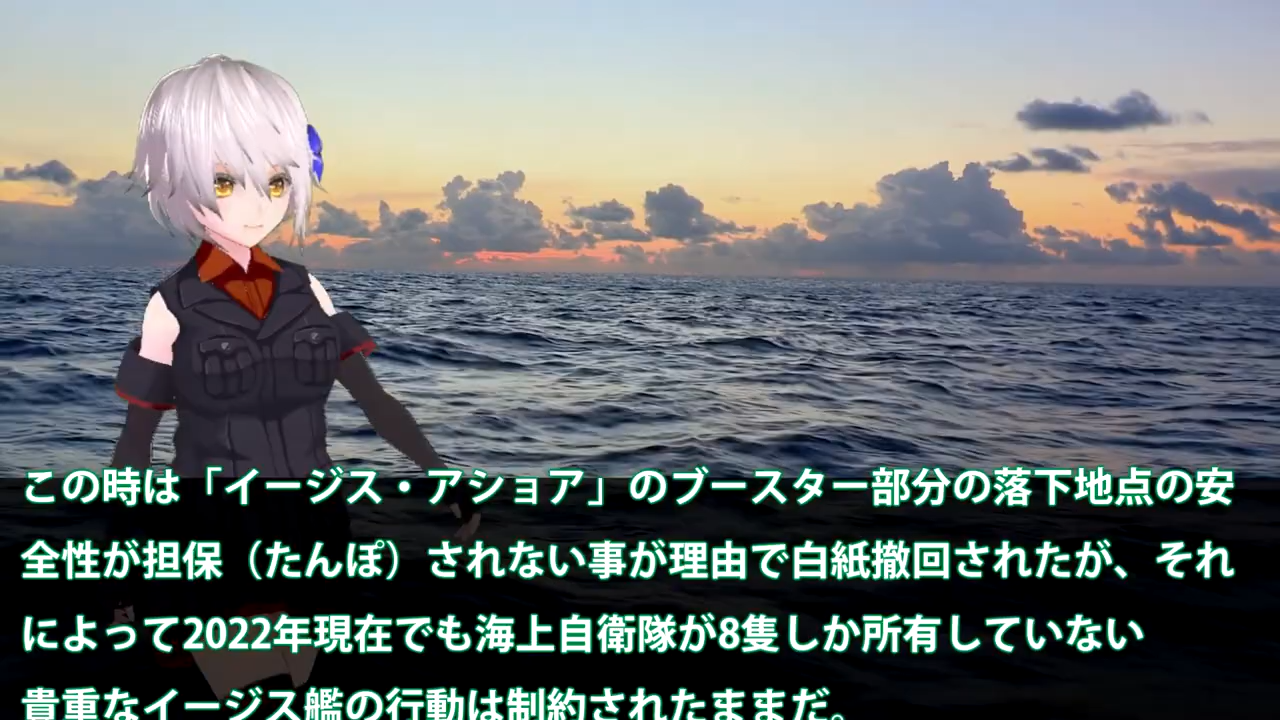 この時は「イージス・アショア」のブースター部分の落下地点の安
全性が担保（たんぽ）されない事が理由で白紙撤回されたが、それ
によって2022年現在でも海上自衛隊が8隻しか所有していない
貴重なイージス艦の行動は制約されたままだ。